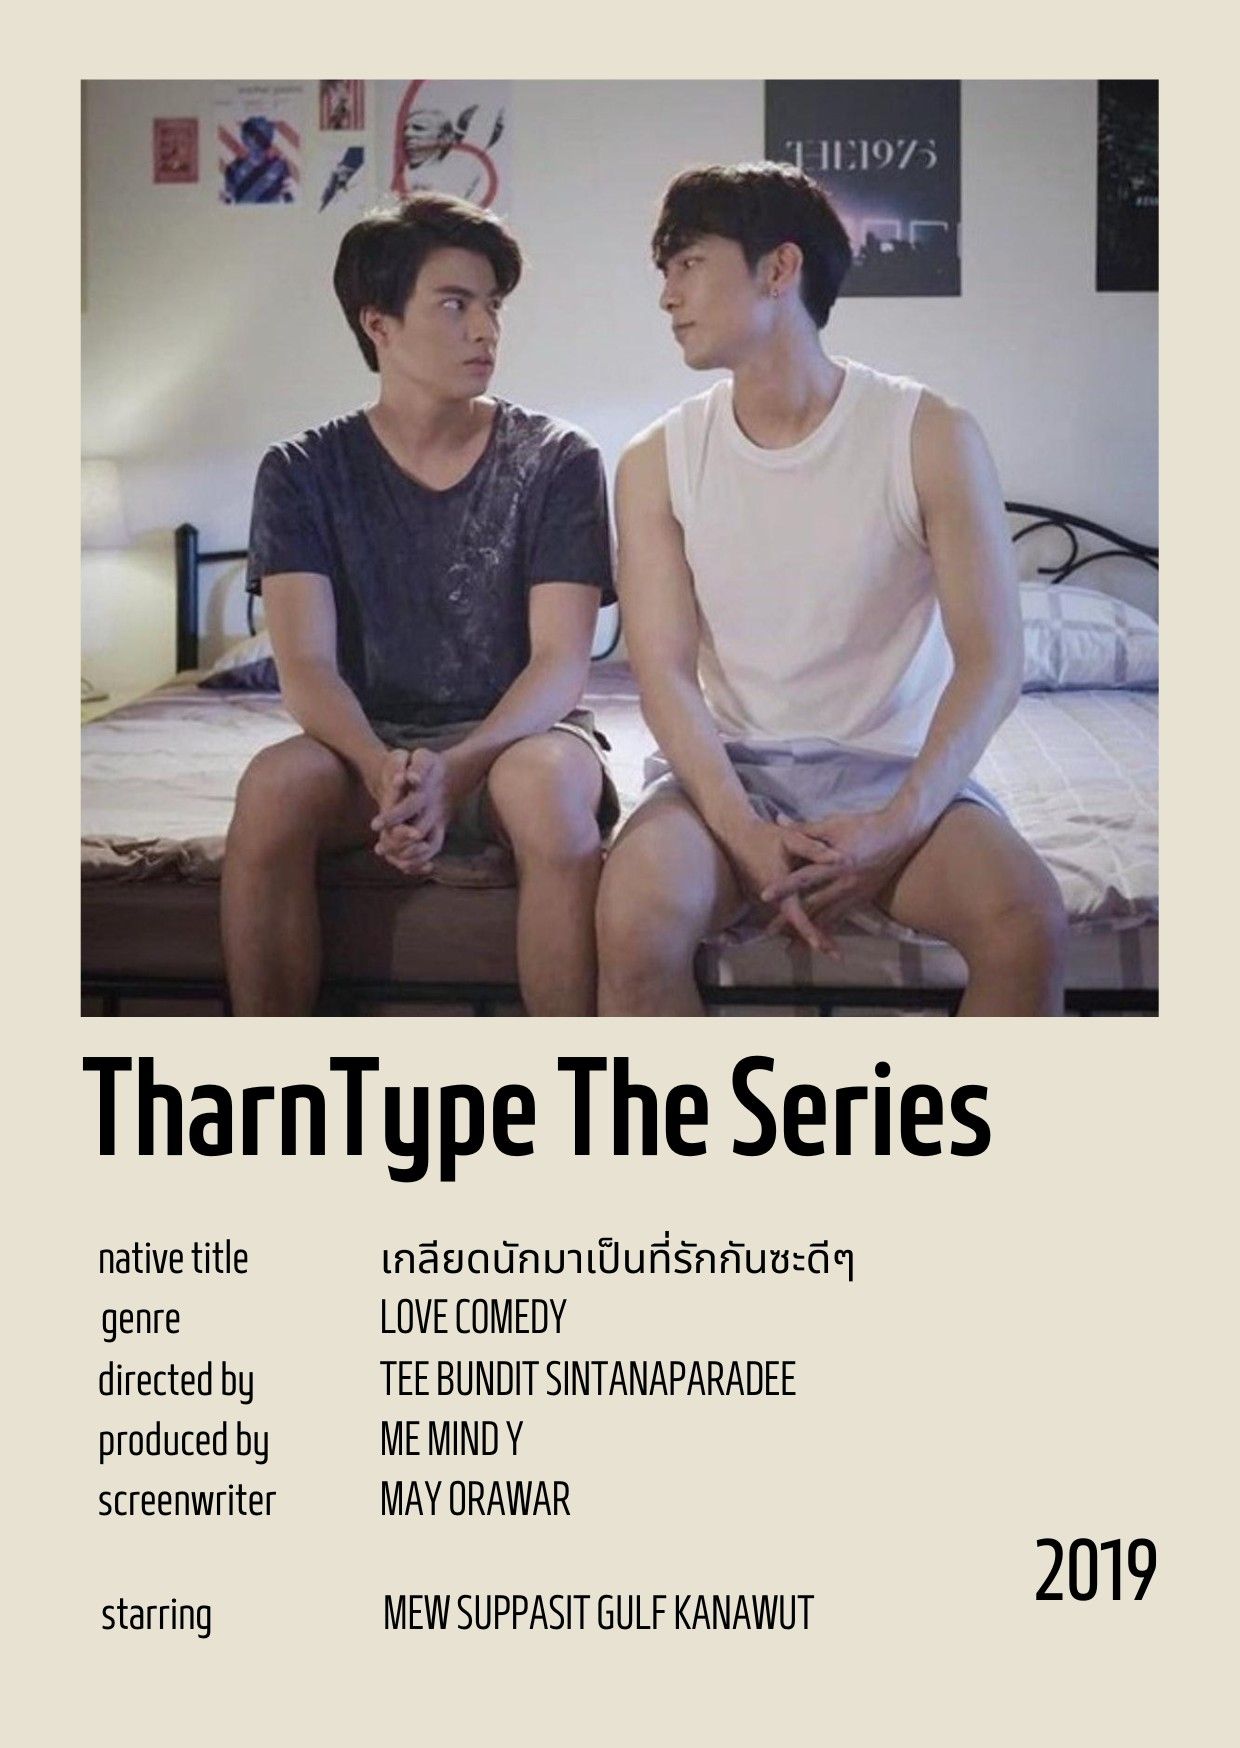 THE1975
TharnType The Series
native title เกลียดนักมาเป็นที่รักกันซะดีๆ
genre LOVE COMEDY
directed by TEE BUNDIT SINTANAPARADEE
produced by ME MIND Y
screenwriter MAY ORAWAR
2019
starring MEW SUPPASIT GULF KANAWUT